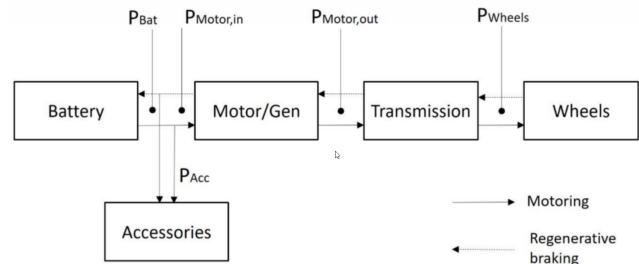 PBat
PMotor,in
PMotor,out
PWheels
Battery
Motor/Gen
Transmission
Wheels
PAcc
Accessories
Motoring
Regenerative
braking